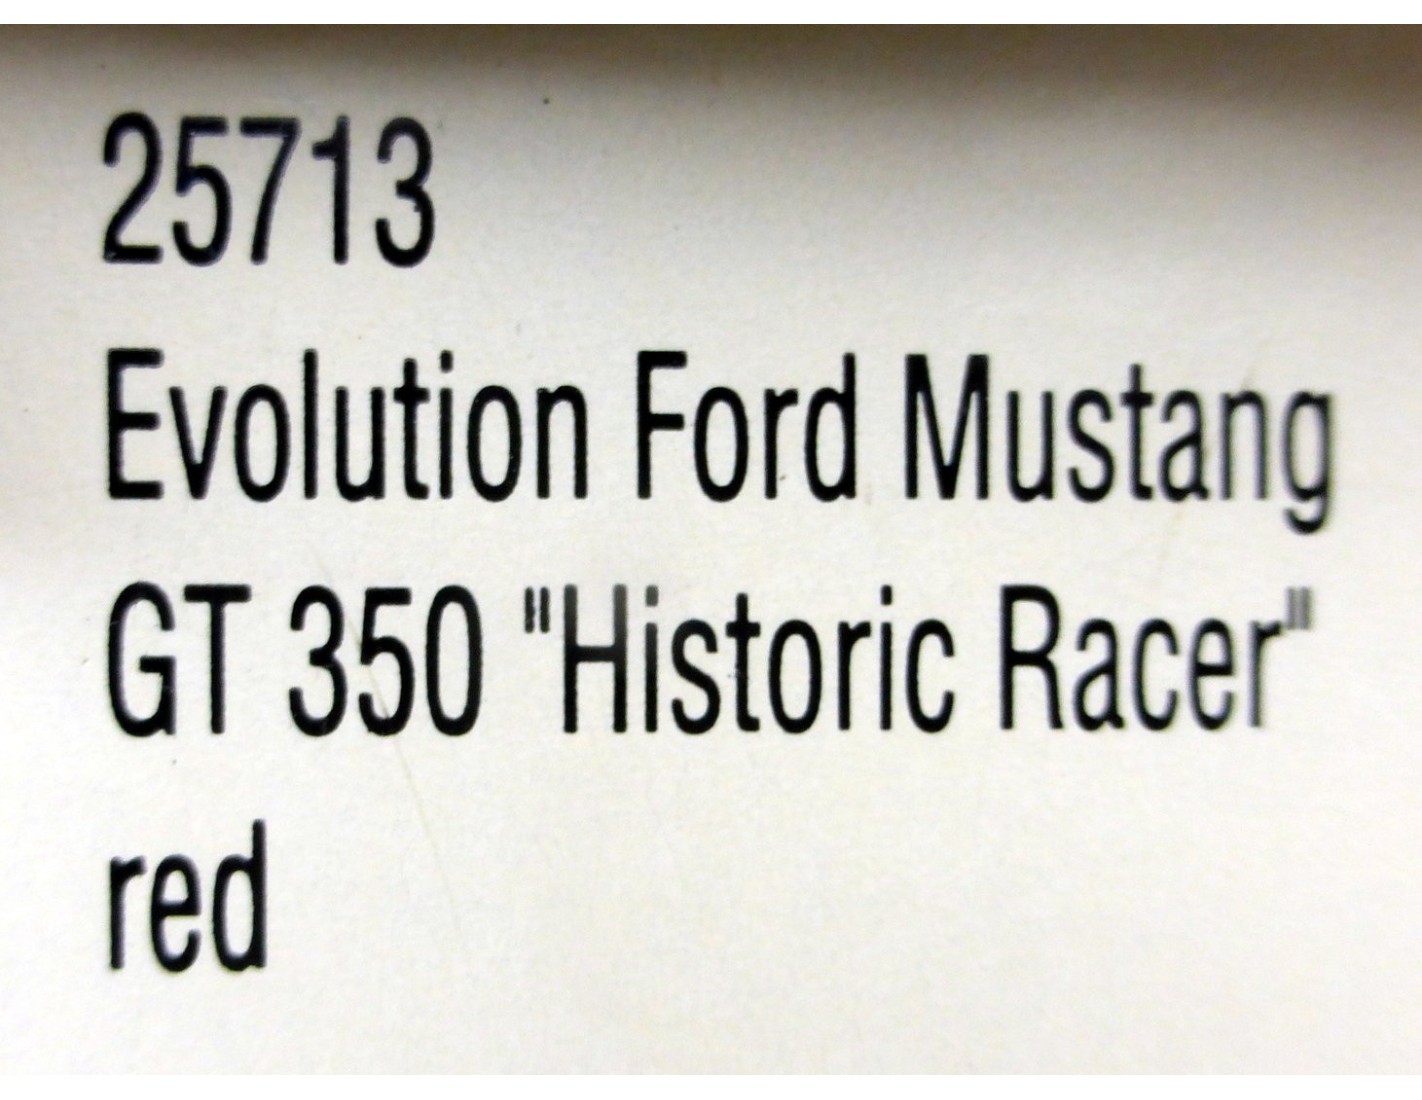 25713
Evolution Ford Mustang
GT 350 "Historic Racer"
red